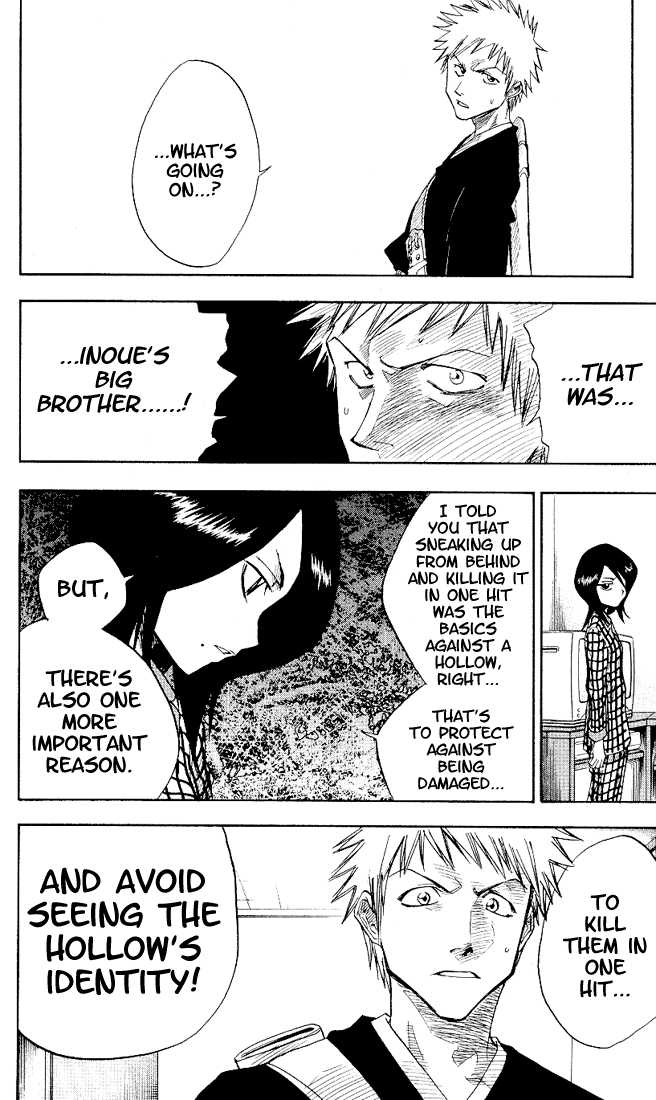 ...WHAT'S
GOING
ON...?
...THAT
WAS...
...INOUE'S
BIG
BROTHER......!
I TOLD
YOU THAT
SNEAKING UP
FROM BEHIND
AND KILLING IT
IN ONE HIT
WAS THE
BASICS
AGAINST A
HOLLOW,
RIGHT...
THAT'S
TO PROTECT
AGAINST
BEING
DAMAGED...
BUT,
THERE'S
ALSO ONE
MORE
IMPORTANT
REASON.
TO
KILL
THEM IN
ONE
HIT...
AND AVOID
SEEING THE
HOLLOW'S
IDENTITY!